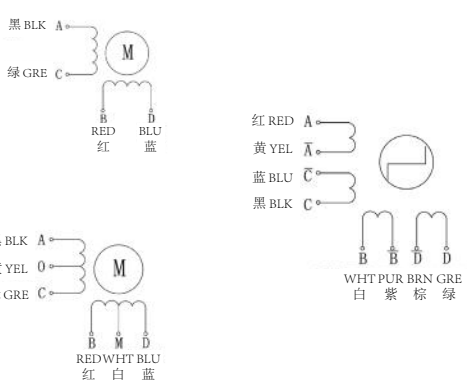 黑 BLK A
M
绿 GRE C
B D
RED BLU
红 蓝
红 RED A
黄 YEL A̅
蓝 BLU C̅
黑 BLK C
B B̅ D̅ D
WHT PUR BRN GRE
白 紫 棕 绿
BLK A
YEL O
M
GRE C
B M D
RED WHT BLU
红 白 蓝